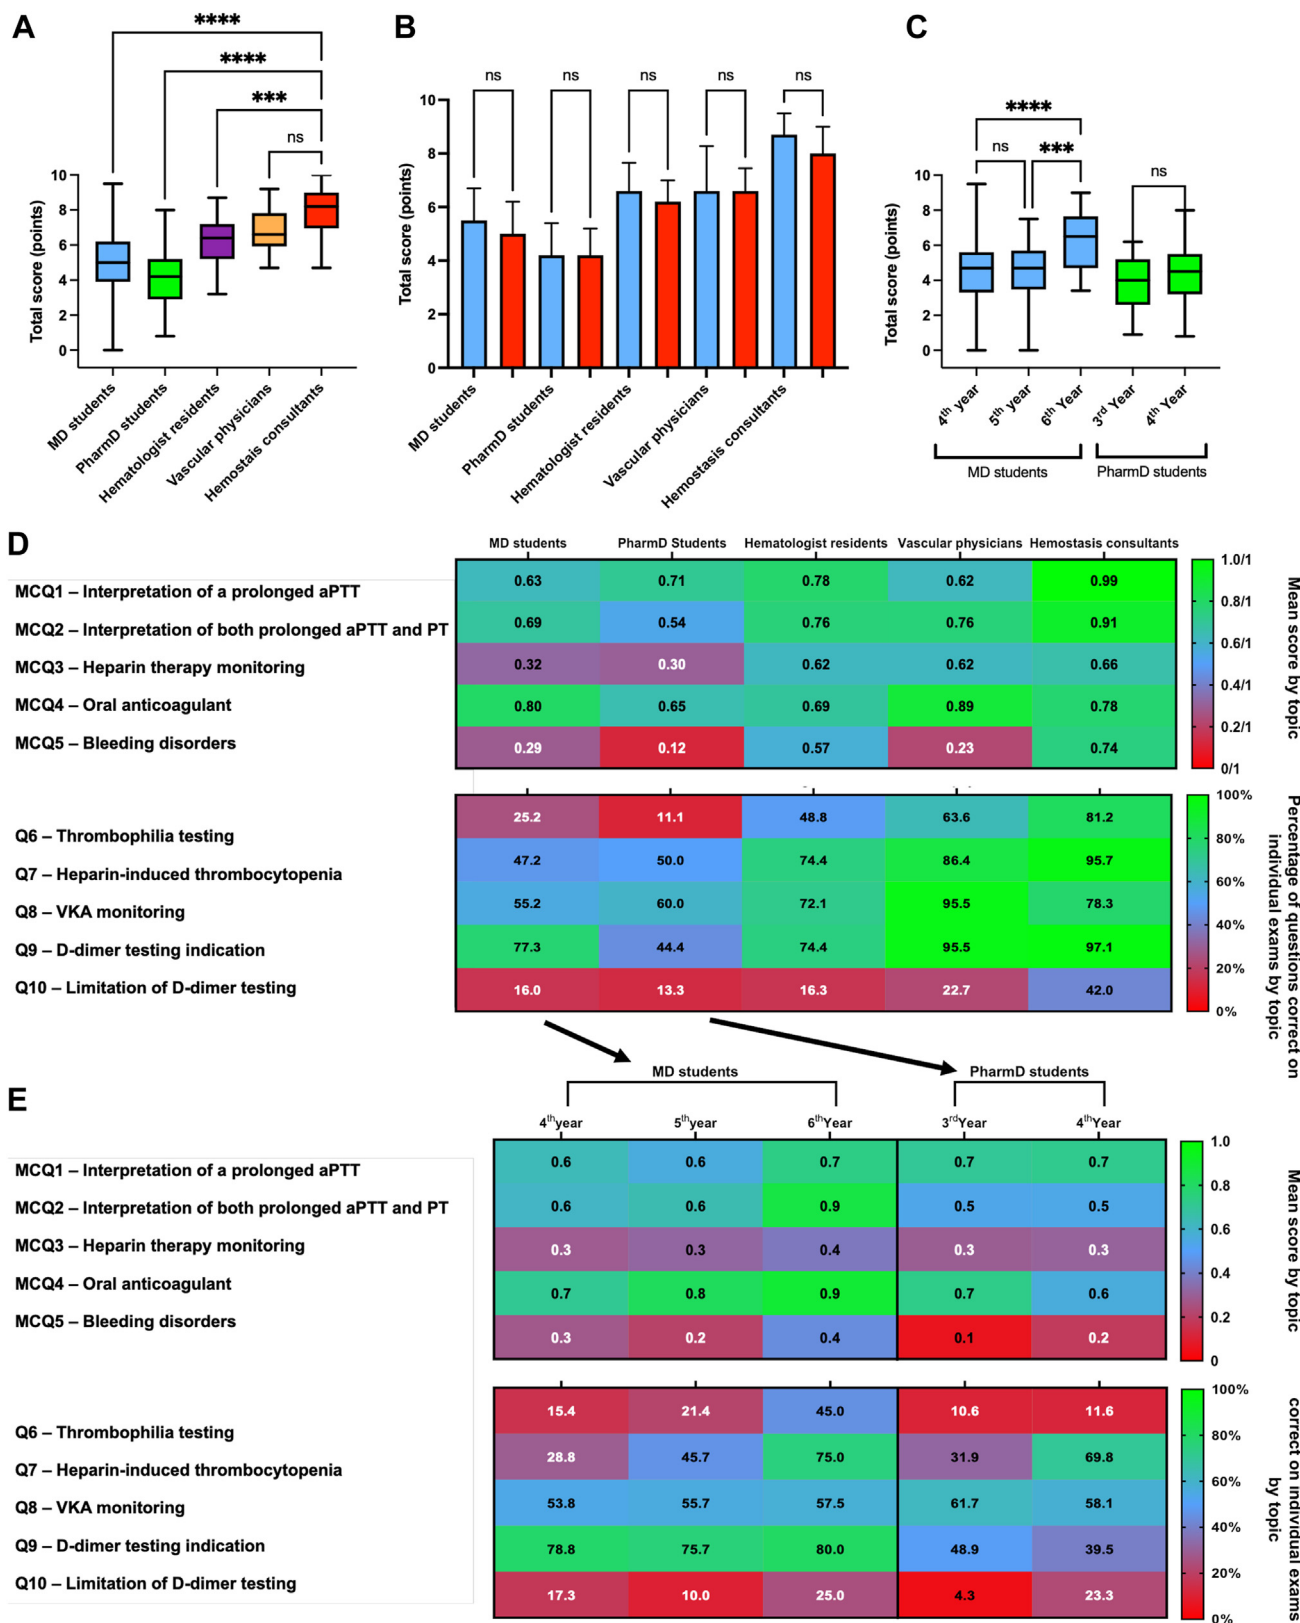 A
B
C
****
****
***
ns
Total score (points)
10
8
6
4
2
0
MD students
PharmD students
Hematologist residents
Vascular physicians
Hemostais consultants
ns
ns
ns
ns
ns
Total score (points)
10
8
6
4
2
0
MD students
PharmD students
Hematologist residents
Vascular physicians
Hemostasis consultants
****
ns
***
ns
Total score (points)
10
8
6
4
2
0
4th year
5th year
6th Year
3rd Year
4th Year
MD students
PharmD students
D
MD students PharmD Students Hematologist residents Vascular physicians Hemostasis consultants
MCQ1 – Interpretation of a prolonged aPTT 0.63 0.71 0.78 0.62 0.99
MCQ2 – Interpretation of both prolonged aPTT and PT 0.69 0.54 0.76 0.76 0.91
MCQ3 – Heparin therapy monitoring 0.32 0.30 0.62 0.62 0.66
MCQ4 – Oral anticoagulant 0.80 0.65 0.69 0.89 0.78
MCQ5 – Bleeding disorders 0.29 0.12 0.57 0.23 0.74
1.0/1
0.8/1
0.6/1
0.4/1
0.2/1
0/1
Mean score by topic
Q6 – Thrombophilia testing 25.2 11.1 48.8 63.6 81.2
Q7 – Heparin-induced thrombocytopenia 47.2 50.0 74.4 86.4 95.7
Q8 – VKA monitoring 55.2 60.0 72.1 95.5 78.3
Q9 – D-dimer testing indication 77.3 44.4 74.4 95.5 97.1
Q10 – Limitation of D-dimer testing 16.0 13.3 16.3 22.7 42.0
100%
80%
60%
40%
20%
0%
Percentage of questions correct on
individual exams by topic
E
MD students PharmD students
4thyear 5thyear 6thYear 3rdYear 4thYear
MCQ1 – Interpretation of a prolonged aPTT 0.6 0.6 0.7 0.7 0.7
MCQ2 – Interpretation of both prolonged aPTT and PT 0.6 0.6 0.9 0.5 0.5
MCQ3 – Heparin therapy monitoring 0.3 0.3 0.4 0.3 0.3
MCQ4 – Oral anticoagulant 0.7 0.8 0.9 0.7 0.6
MCQ5 – Bleeding disorders 0.3 0.2 0.4 0.1 0.2
1.0
0.8
0.6
0.4
0.2
0
Mean score by topic
Q6 – Thrombophilia testing 15.4 21.4 45.0 10.6 11.6
Q7 – Heparin-induced thrombocytopenia 28.8 45.7 75.0 31.9 69.8
Q8 – VKA monitoring 53.8 55.7 57.5 61.7 58.1
Q9 – D-dimer testing indication 78.8 75.7 80.0 48.9 39.5
Q10 – Limitation of D-dimer testing 17.3 10.0 25.0 4.3 23.3
100%
80%
60%
40%
20%
0%
correct on individual exams
by topic